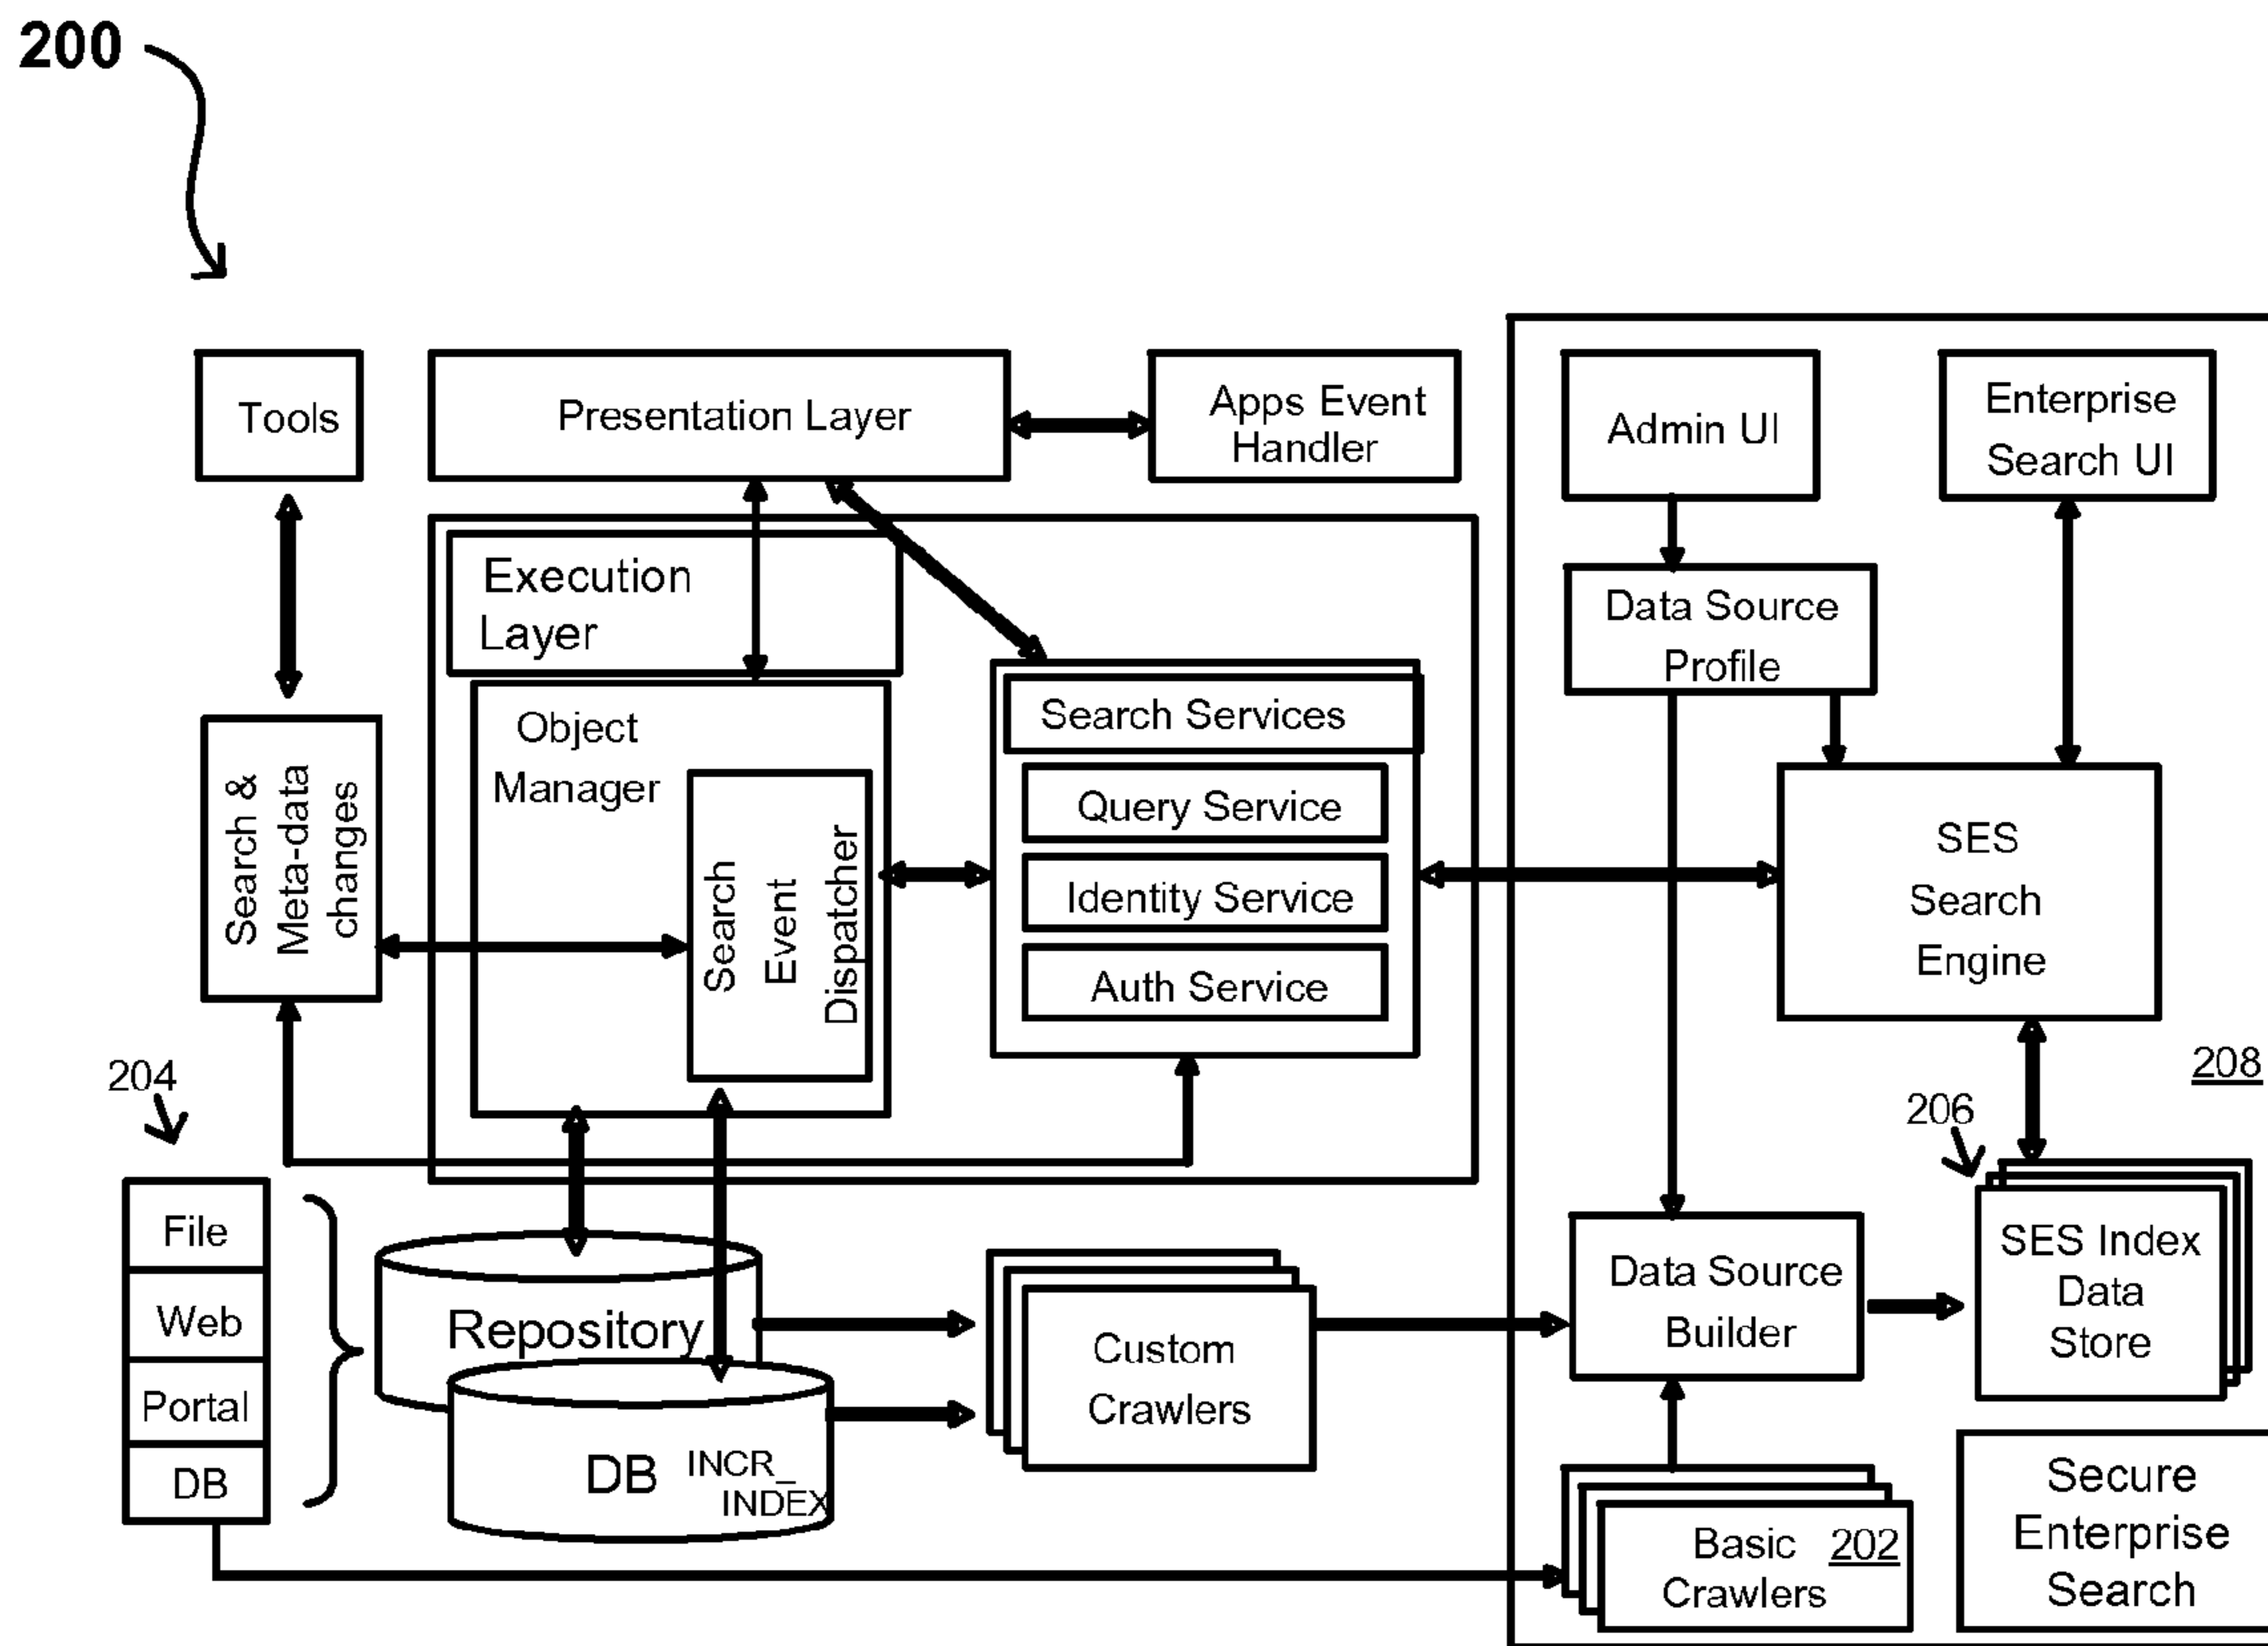 200
Tools
Presentation Layer
Apps Event
Handler
Admin UI
Enterprise
Search UI
Execution
Layer
Data Source
Profile
Object
Manager
Search Services
Query Service
Identity Service
Auth Service
Search &
Meta-data
changes
Search
Event
Dispatcher
SES
Search
Engine
204
208
206
File
Web
Portal
DB
Repository
DB
INCR_
INDEX
Custom
Crawlers
Data Source
Builder
SES Index
Data
Store
Basic 202
Crawlers
Secure
Enterprise
Search